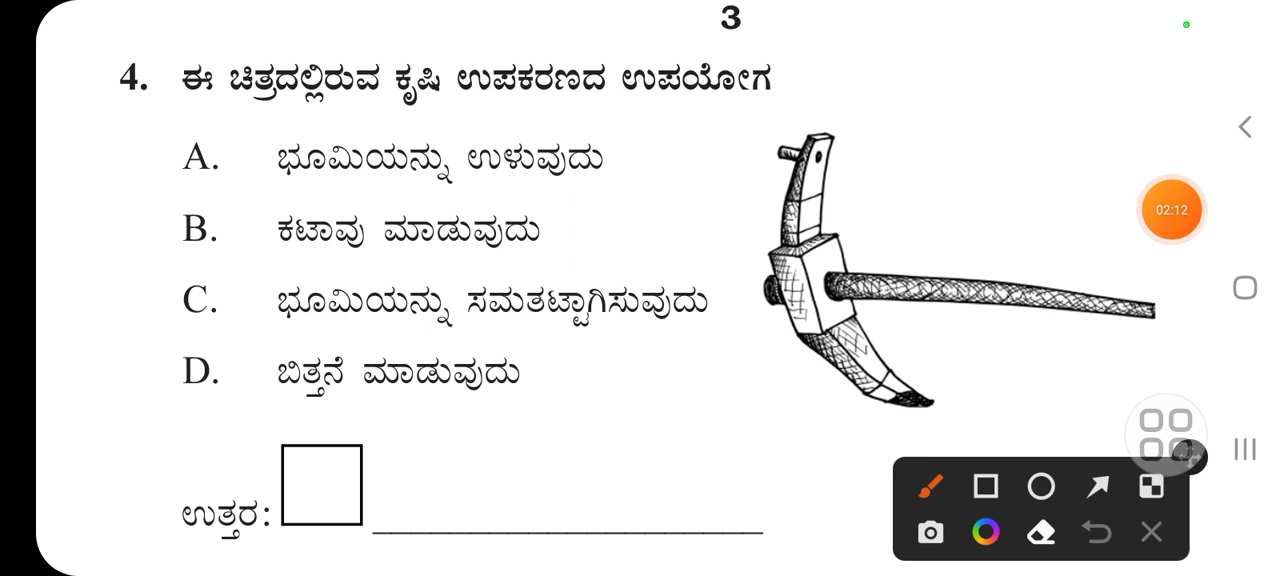 3
4. ಈ ಚಿತ್ರದಲ್ಲಿರುವ ಕೃಷಿ ಉಪಕರಣದ ಉಪಯೋಗ
A. ಭೂಮಿಯನ್ನು ಉಳುವುದು
B. ಕಟಾವು ಮಾಡುವುದು
C. ಭೂಮಿಯನ್ನು ಸಮತಟ್ಟಾಗಿಸುವುದು
D. ಬಿತ್ತನೆ ಮಾಡುವುದು
ಉತ್ತರ:
02:12